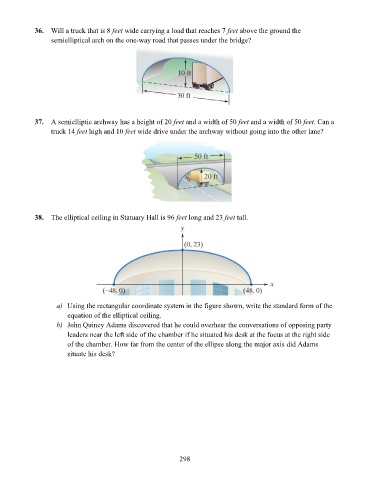 36. Will a truck that is 8 feet wide carrying a load that reaches 7 feet above the ground the
semielliptical arch on the one-way road that passes under the bridge?
10 ft
30 ft
37. A semielliptic archway has a height of 20 feet and a width of 50 feet and a width of 50 feet. Can a
truck 14 feet high and 10 feet wide drive under the archway without going into the other lane?
50 ft
20 ft
38. The elliptical ceiling in Statuary Hall is 96 feet long and 23 feet tall.
y
(0, 23)
x
(−48, 0) (48, 0)
a) Using the rectangular coordinate system in the figure shown, write the standard form of the
equation of the elliptical ceiling.
b) John Quincy Adams discovered that he could overhear the conversations of opposing party
leaders near the left side of the chamber if he situated his desk at the focus at the right side
of the chamber. How far from the center of the ellipse along the major axis did Adams
situate his desk?
298